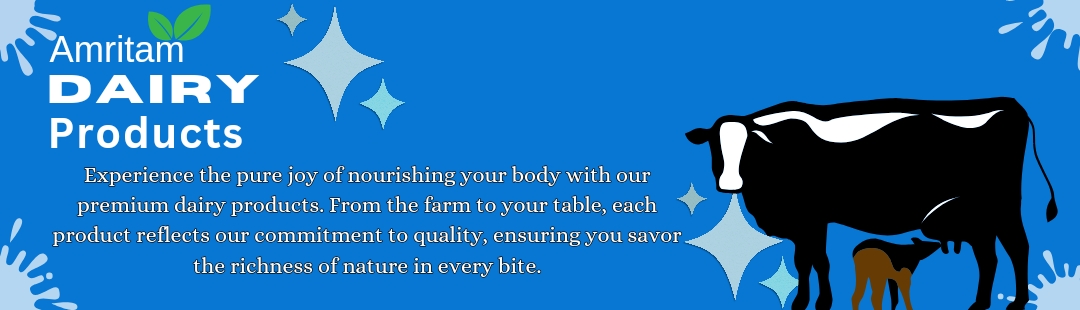 Amritam
DAIRY
Products
Experience the pure joy of nourishing your body with our
premium dairy products. From the farm to your table, each
product reflects our commitment to quality, ensuring you savor
the richness of nature in every bite.